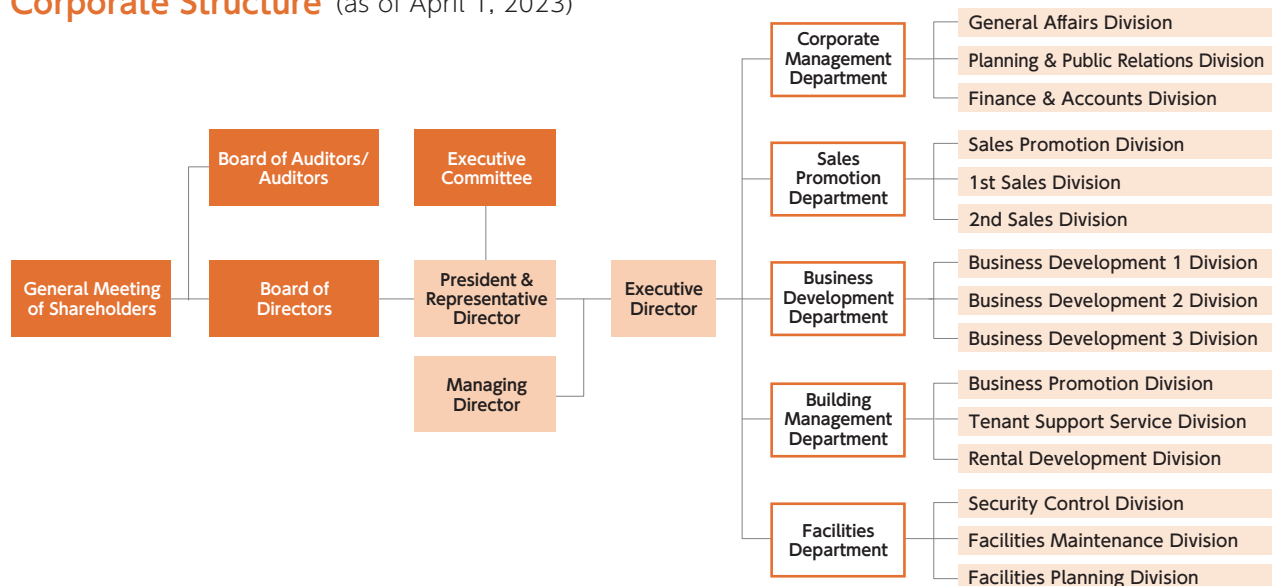 Corporate Structure (as of April 1, 2023)
General Meeting
of Shareholders
Board of Auditors/
Auditors
Board of
Directors
Executive
Committee
President &
Representative
Director
Managing
Director
Executive
Director
Corporate
Management
Department
General Affairs Division
Planning & Public Relations Division
Finance & Accounts Division
Sales
Promotion
Department
Sales Promotion Division
1st Sales Division
2nd Sales Division
Business
Development
Department
Business Development 1 Division
Business Development 2 Division
Business Development 3 Division
Building
Management
Department
Business Promotion Division
Tenant Support Service Division
Rental Development Division
Facilities
Department
Security Control Division
Facilities Maintenance Division
Facilities Planning Division